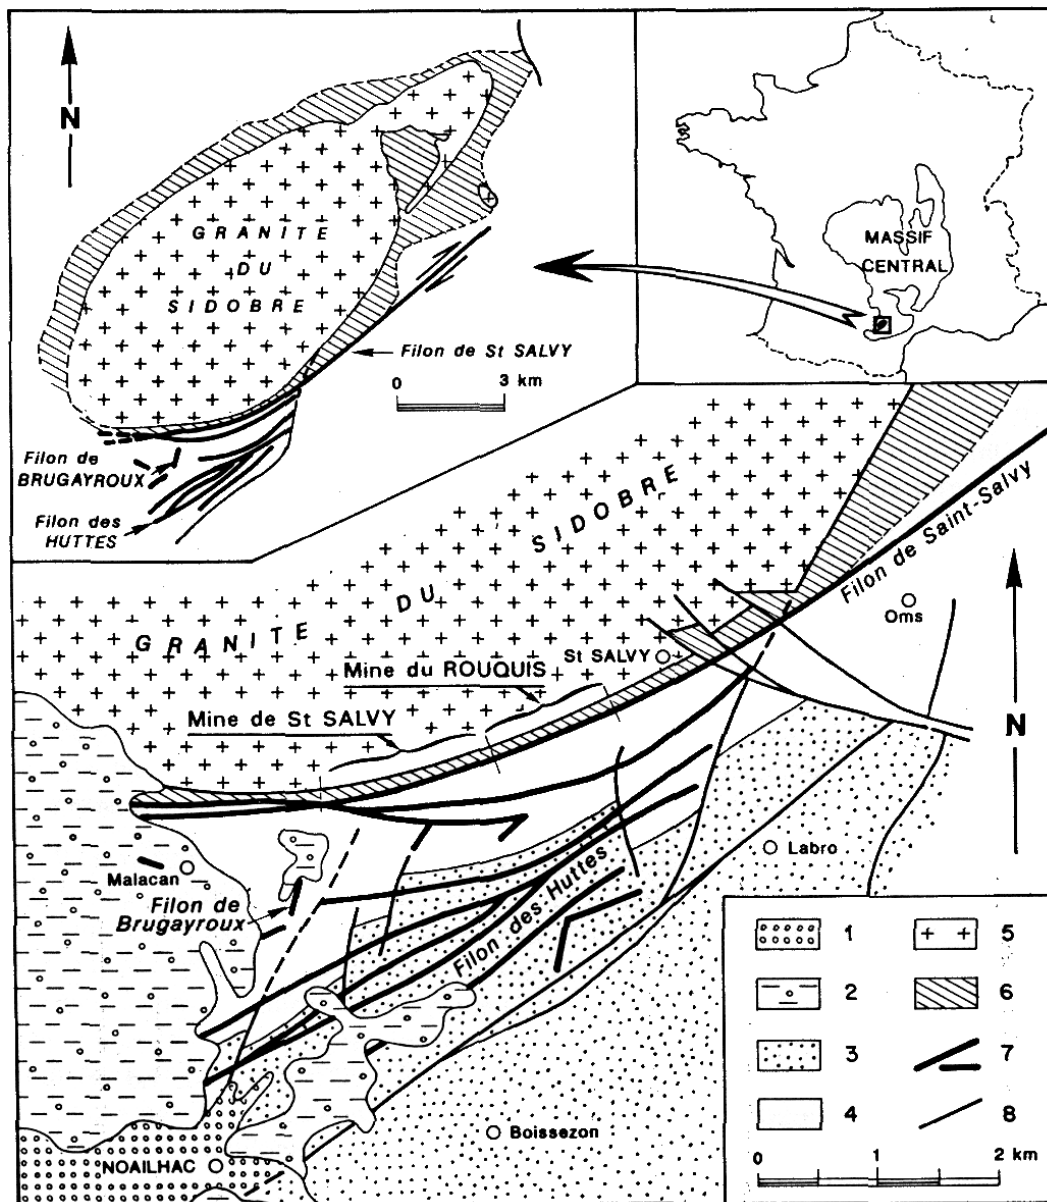 N
GRANITE
DU
SIDOBRE
Filon de St SALVY
0 3 km
Filon de
BRUGAYROUX
Filon des
HUTTES
MASSIF
CENTRAL
GRANITE DU SIDOBRE
Filon de Saint-Salvy
Oms
St SALVY
Mine du ROUQUIS
Mine de St SALVY
N
Malacan
Filon de
Brugayroux
Filon des Huttes
Labro
Boissezon
NOAILHAC
1 5
2 6
3 7
4 8
0 1 2 km